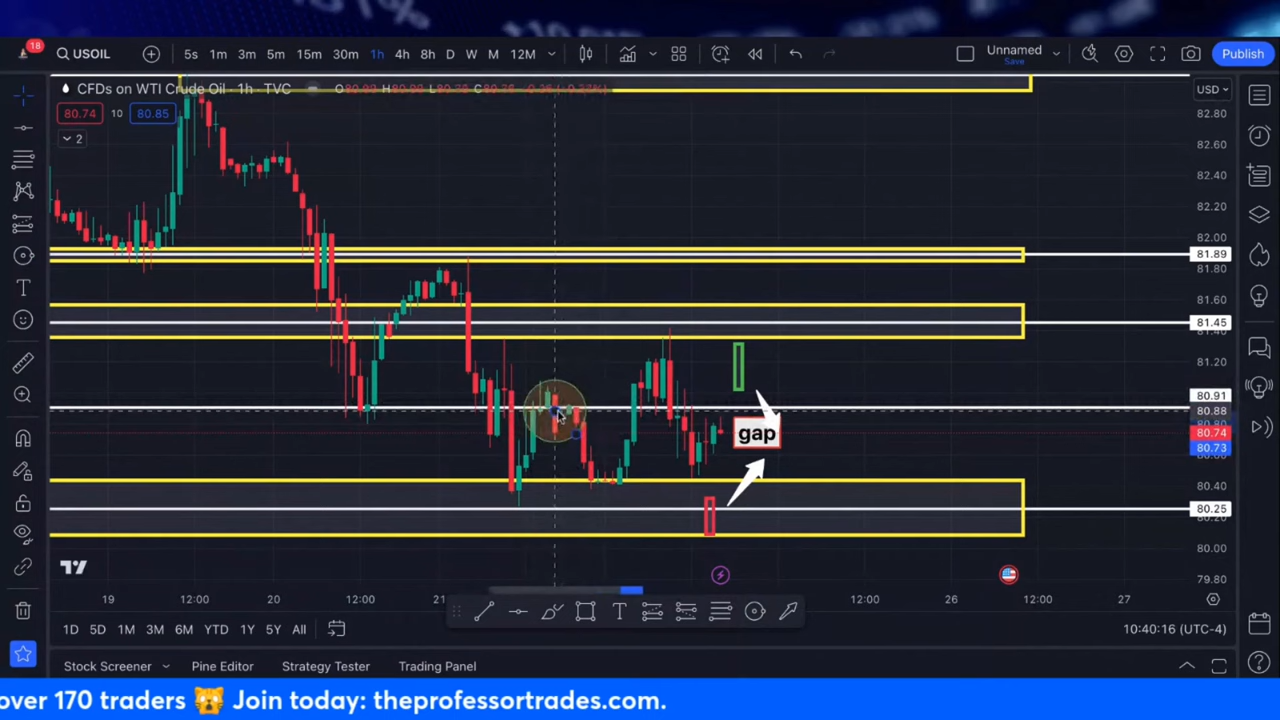 18
USOIL
5s 1m 3m 5m 15m 30m 1h 4h 8h D W M 12M
Unnamed
Save
Publish
CFDs on WTI Crude Oil · 1h · TVC
80.74 10 80.85
2
USD
82.80
82.60
82.40
82.20
82.00
81.89
81.80
81.60
81.45
81.20
80.91
80.88
80.74
80.73
80.40
80.25
80.00
79.80
gap
19 12:00 20 12:00 21 12:00 26 12:00 27
1D 5D 1M 3M 6M YTD 1Y 5Y All
10:40:16 (UTC-4)
Stock Screener Pine Editor Strategy Tester Trading Panel
over 170 traders 🙀 Join today: theprofessortrades.com.